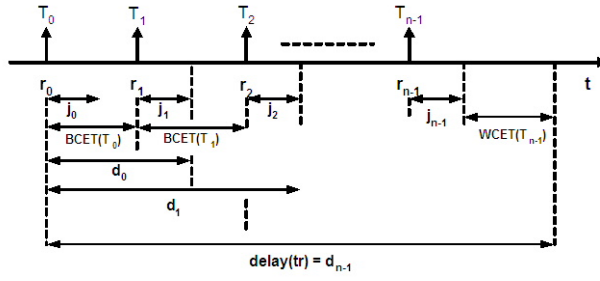 T0 T1 T2 Tn-1
r0 r1 r2 rn-1 t
j0 j1 j2 jn-1
BCET(T0) BCET(T1) WCET(Tn-1)
d0
d1
delay(tr) = dn-1